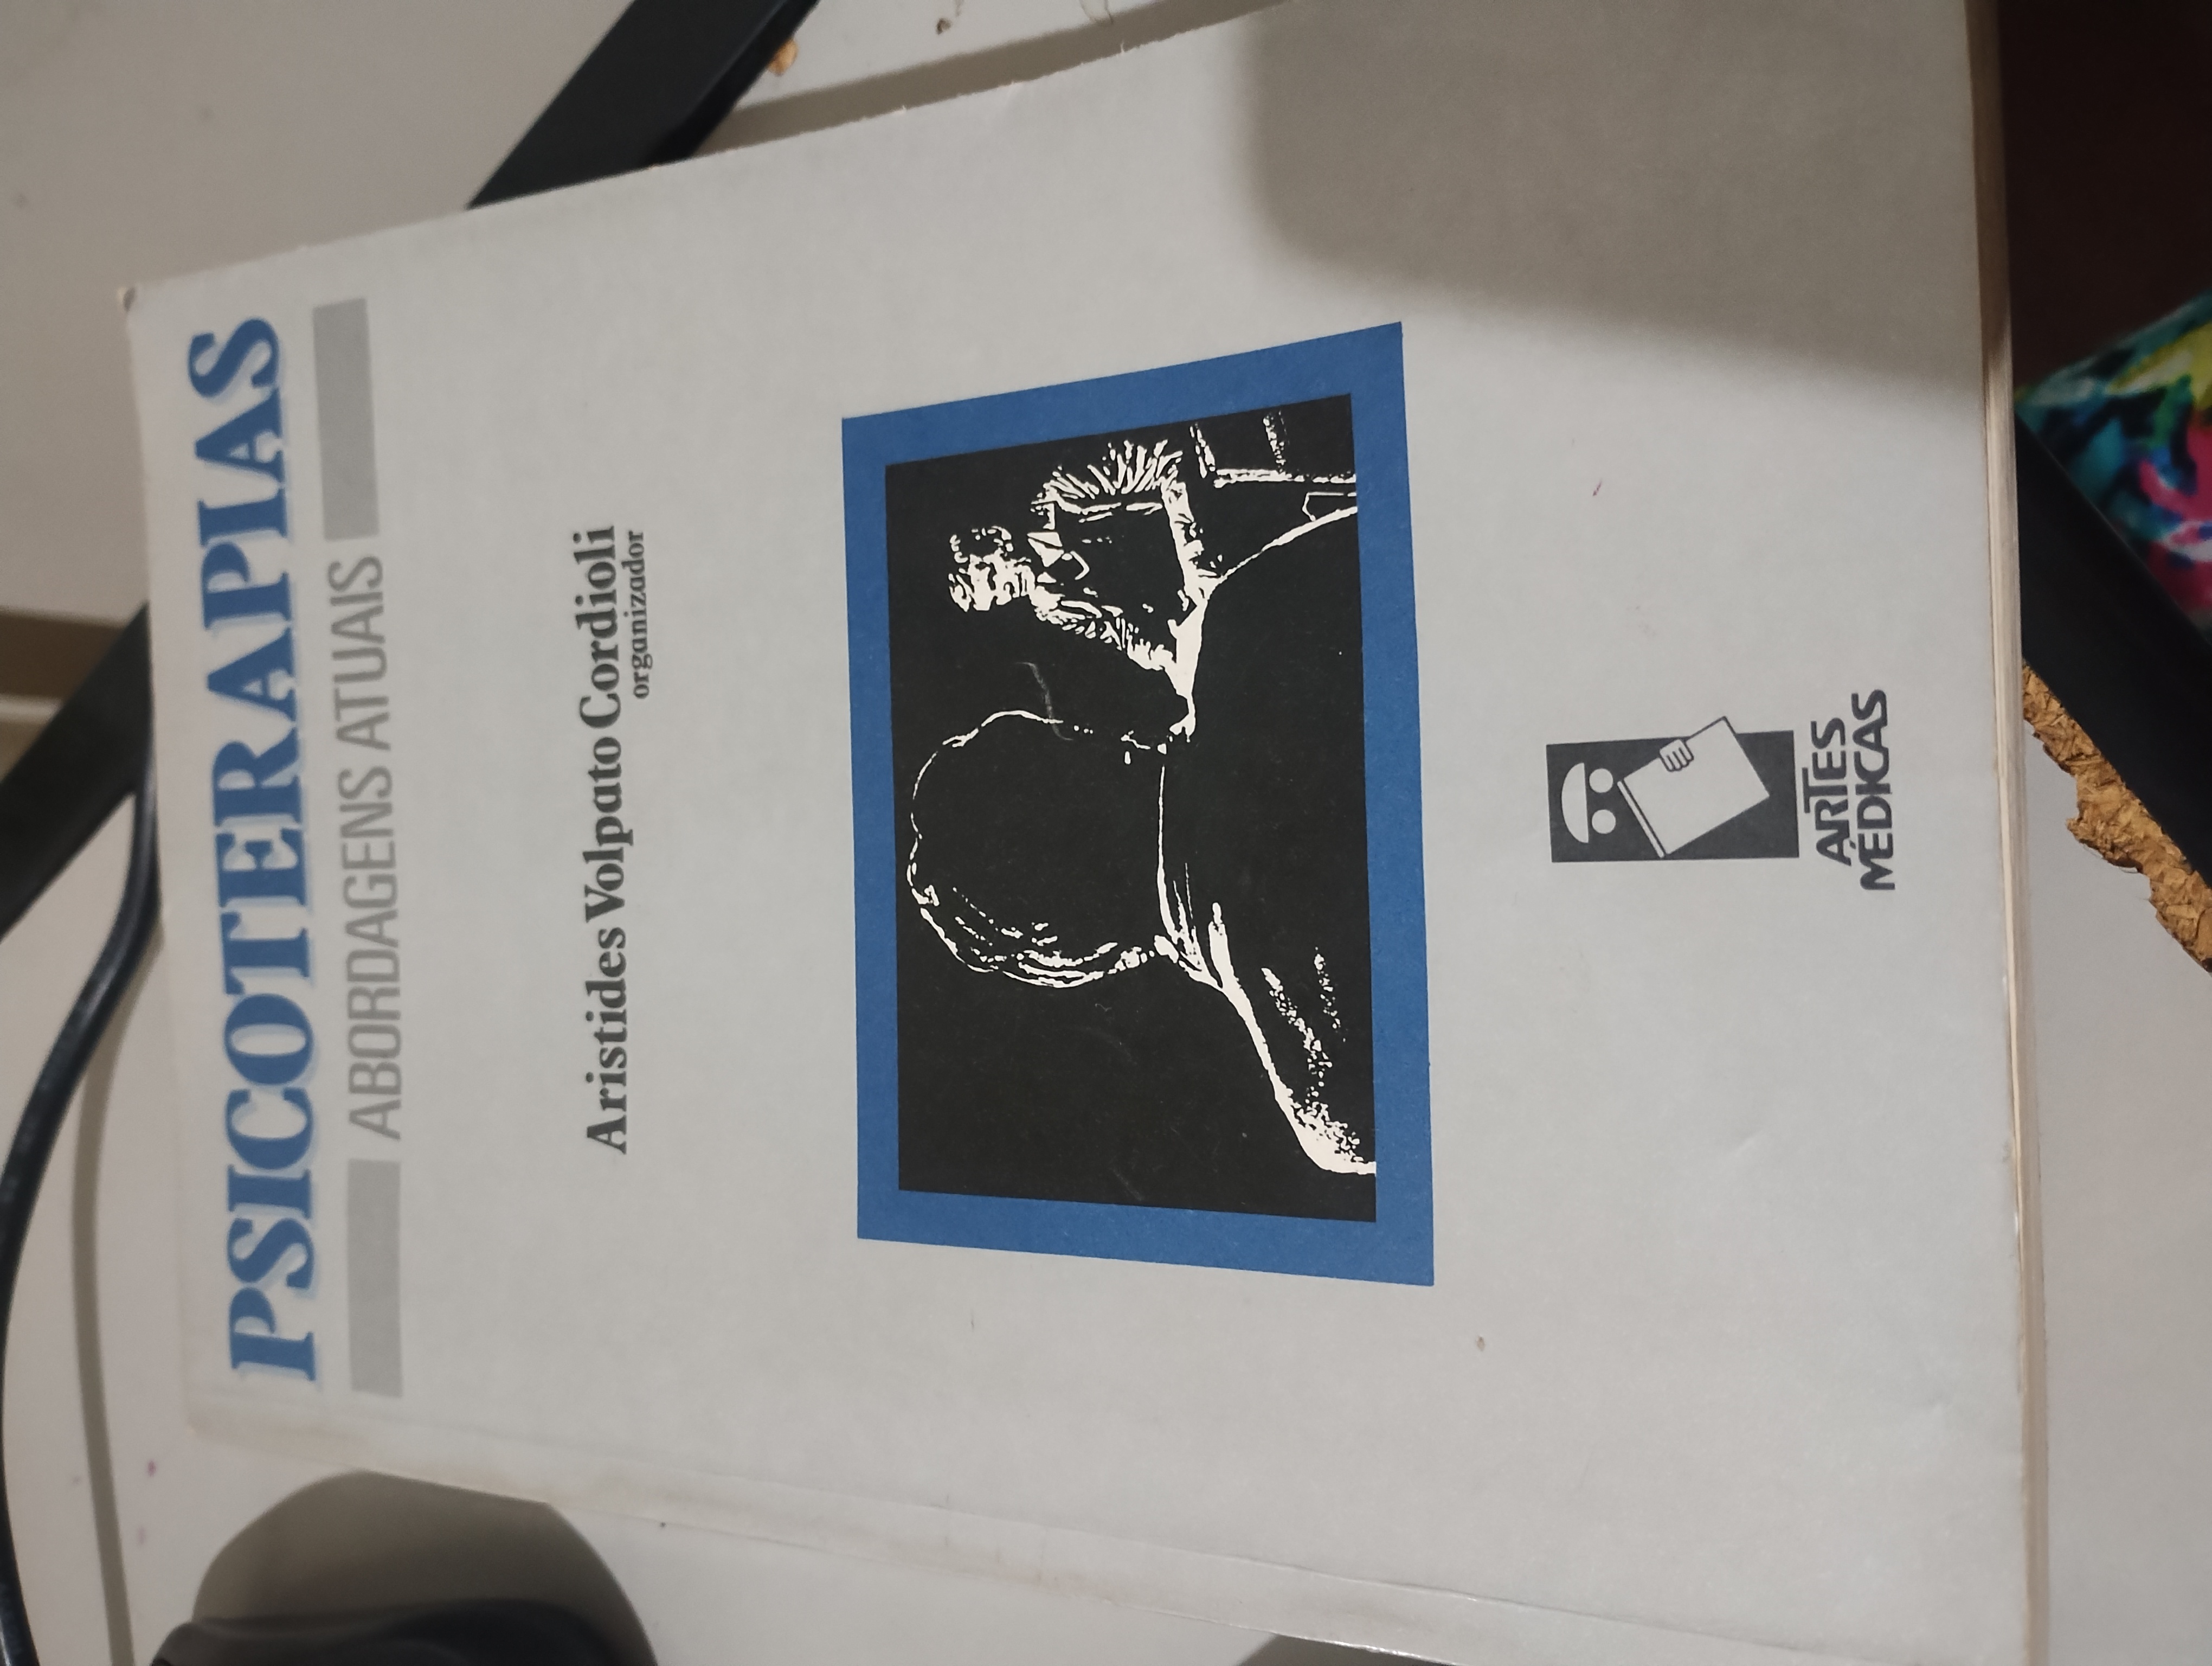 PSICOTERAPIAS
ABORDAGENS ATUAIS
Aristides Volpato Cordioli
organizador
ARTES
MÉDICAS